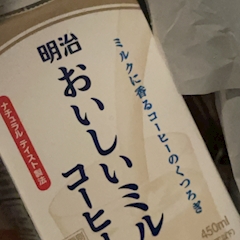 明治
ミルクに香るコーヒーのくつろぎ
おいしいミル
コーヒ
ナチュラルテイスト製法
450ml